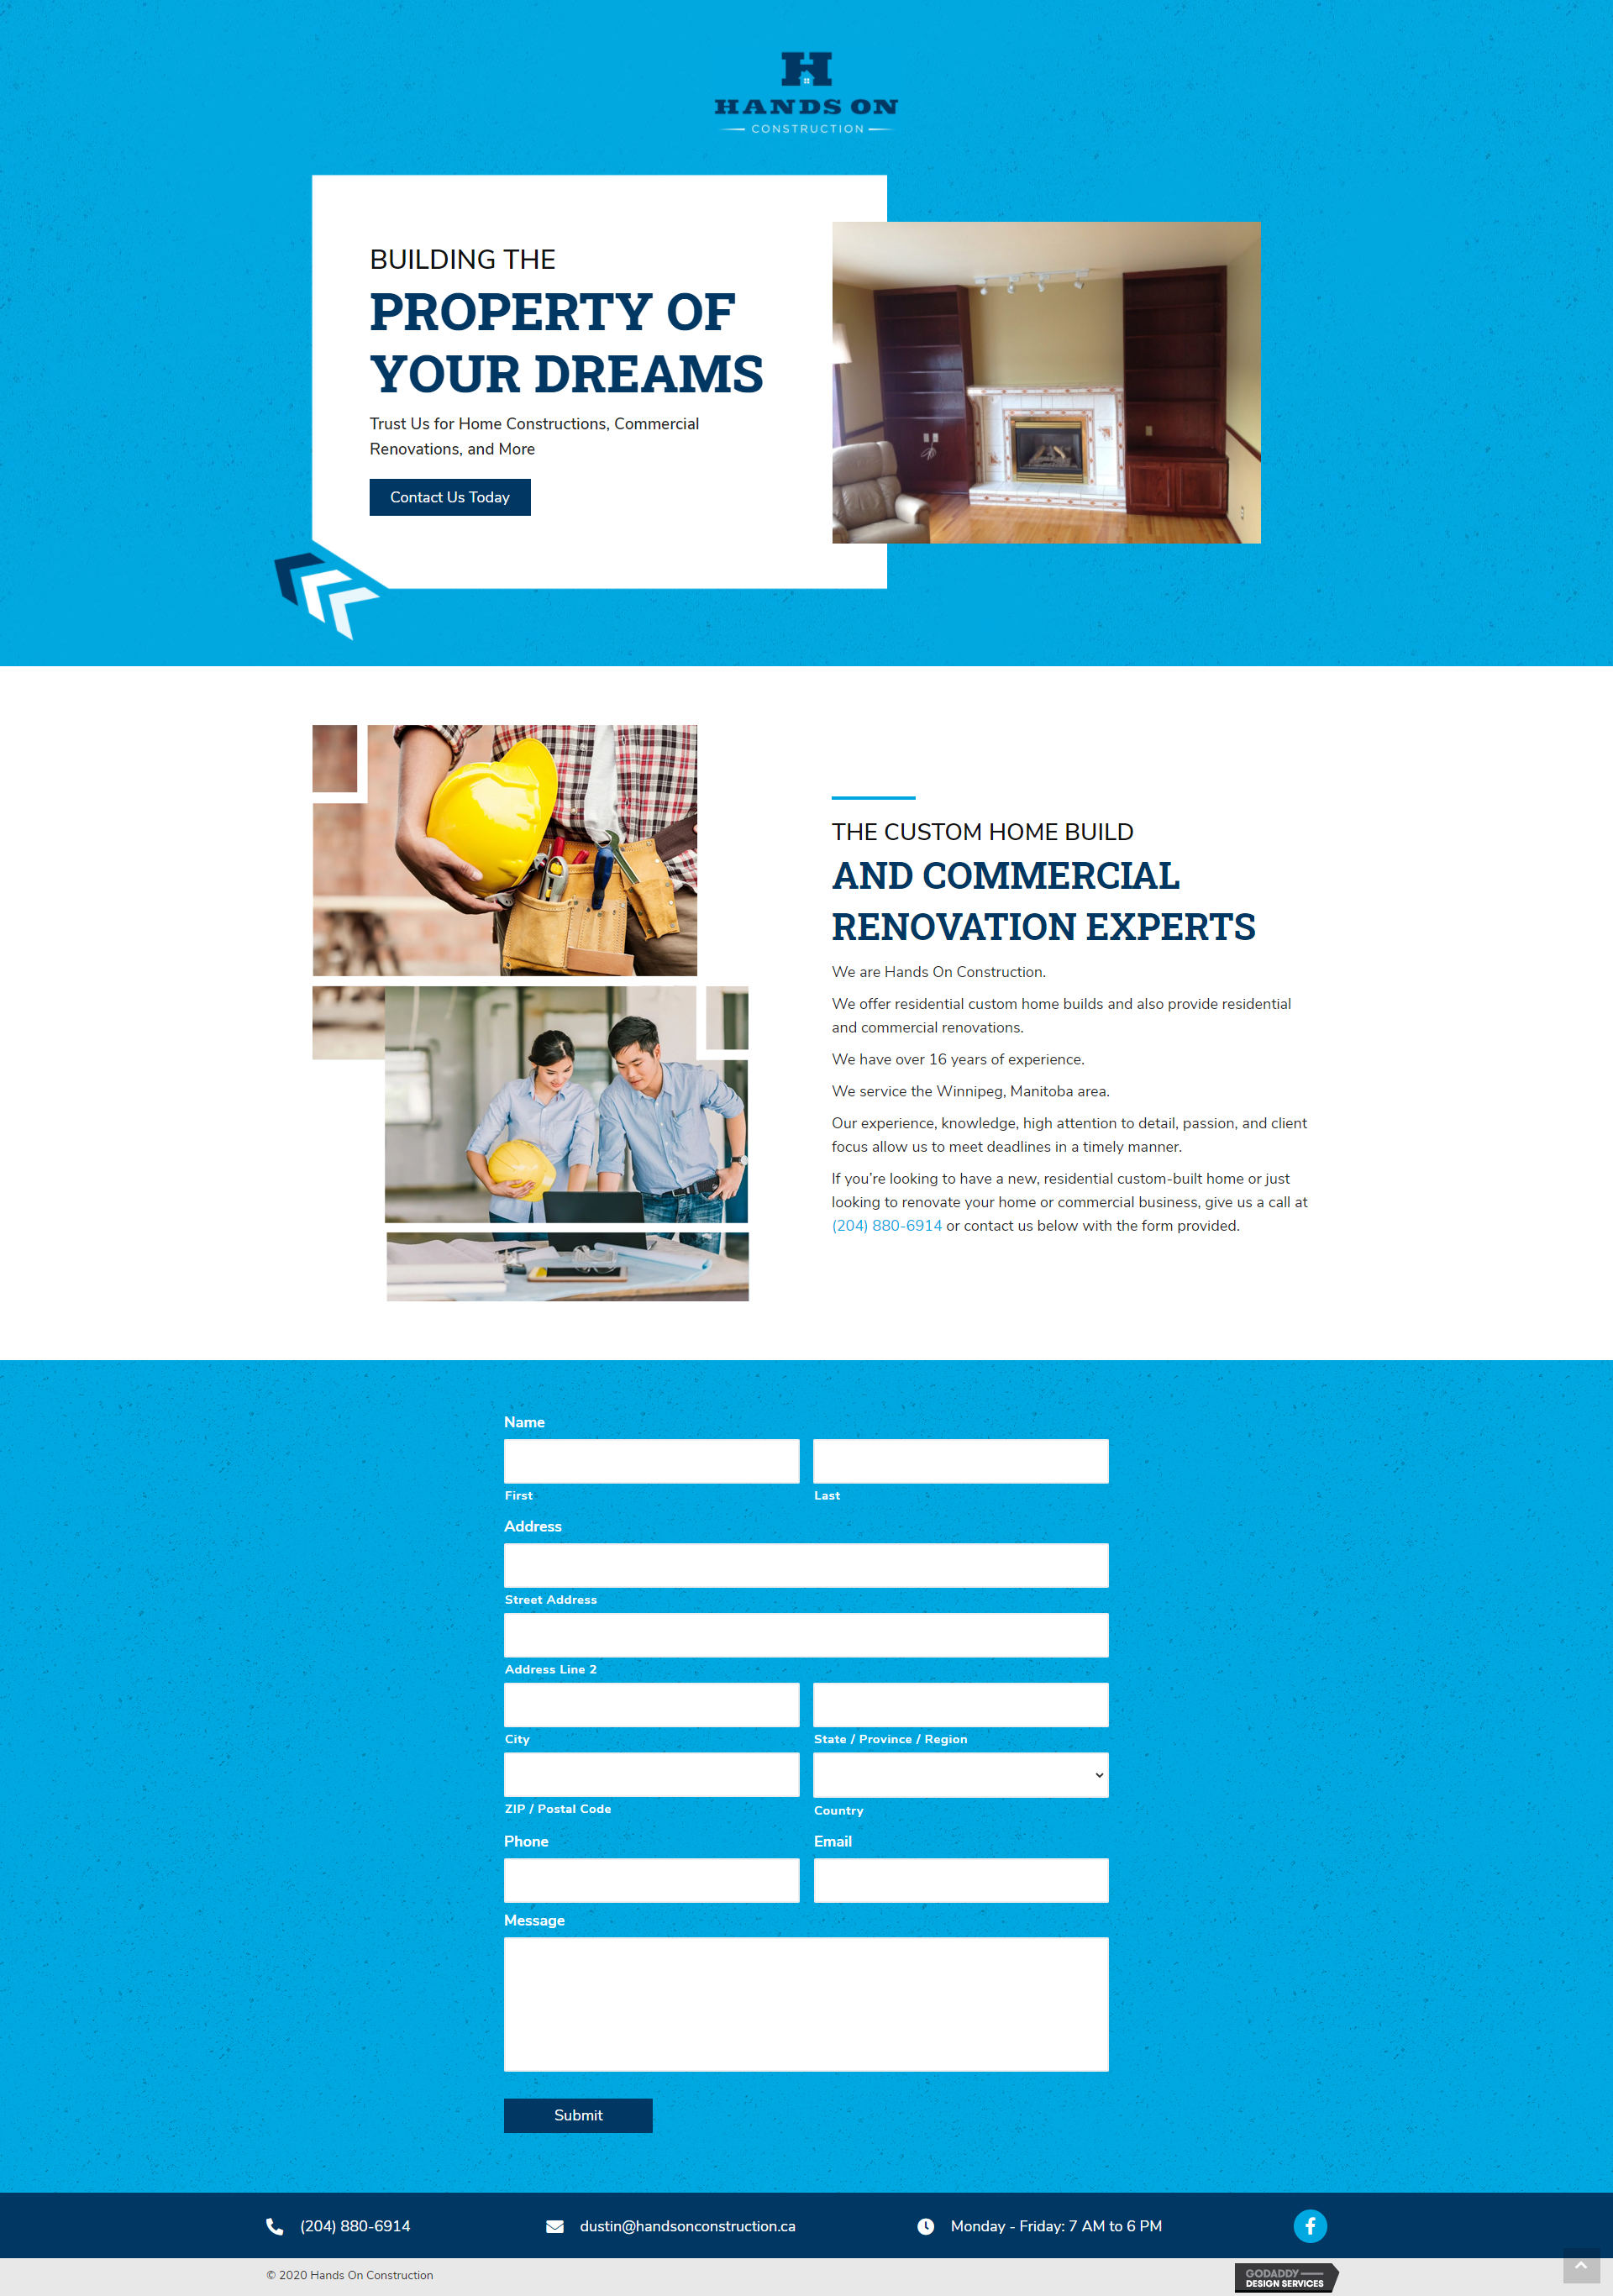 H
HANDS ON
CONSTRUCTION
BUILDING THE
PROPERTY OF
YOUR DREAMS
Trust Us for Home Constructions, Commercial
Renovations, and More
Contact Us Today
THE CUSTOM HOME BUILD
AND COMMERCIAL
RENOVATION EXPERTS
We are Hands On Construction.
We offer residential custom home builds and also provide residential
and commercial renovations.
We have over 16 years of experience.
We service the Winnipeg, Manitoba area.
Our experience, knowledge, high attention to detail, passion, and client
focus allow us to meet deadlines in a timely manner.
If you’re looking to have a new, residential custom-built home or just
looking to renovate your home or commercial business, give us a call at
(204) 880-6914 or contact us below with the form provided.
Name
First Last
Address
Street Address
Address Line 2
City State / Province / Region
ZIP / Postal Code Country
Phone Email
Message
Submit
(204) 880-6914 dustin@handsonconstruction.ca Monday - Friday: 7 AM to 6 PM
© 2020 Hands On Construction
GODADDY
DESIGN SERVICES